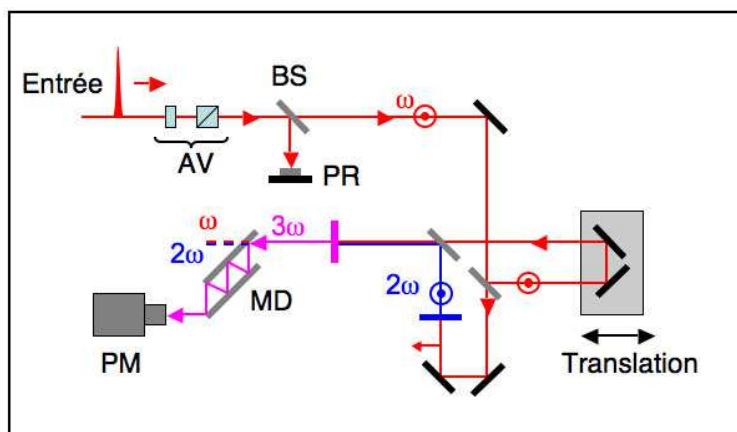 Entrée
BS
ω
AV
PR
ω
2ω
3ω
2ω
MD
PM
Translation